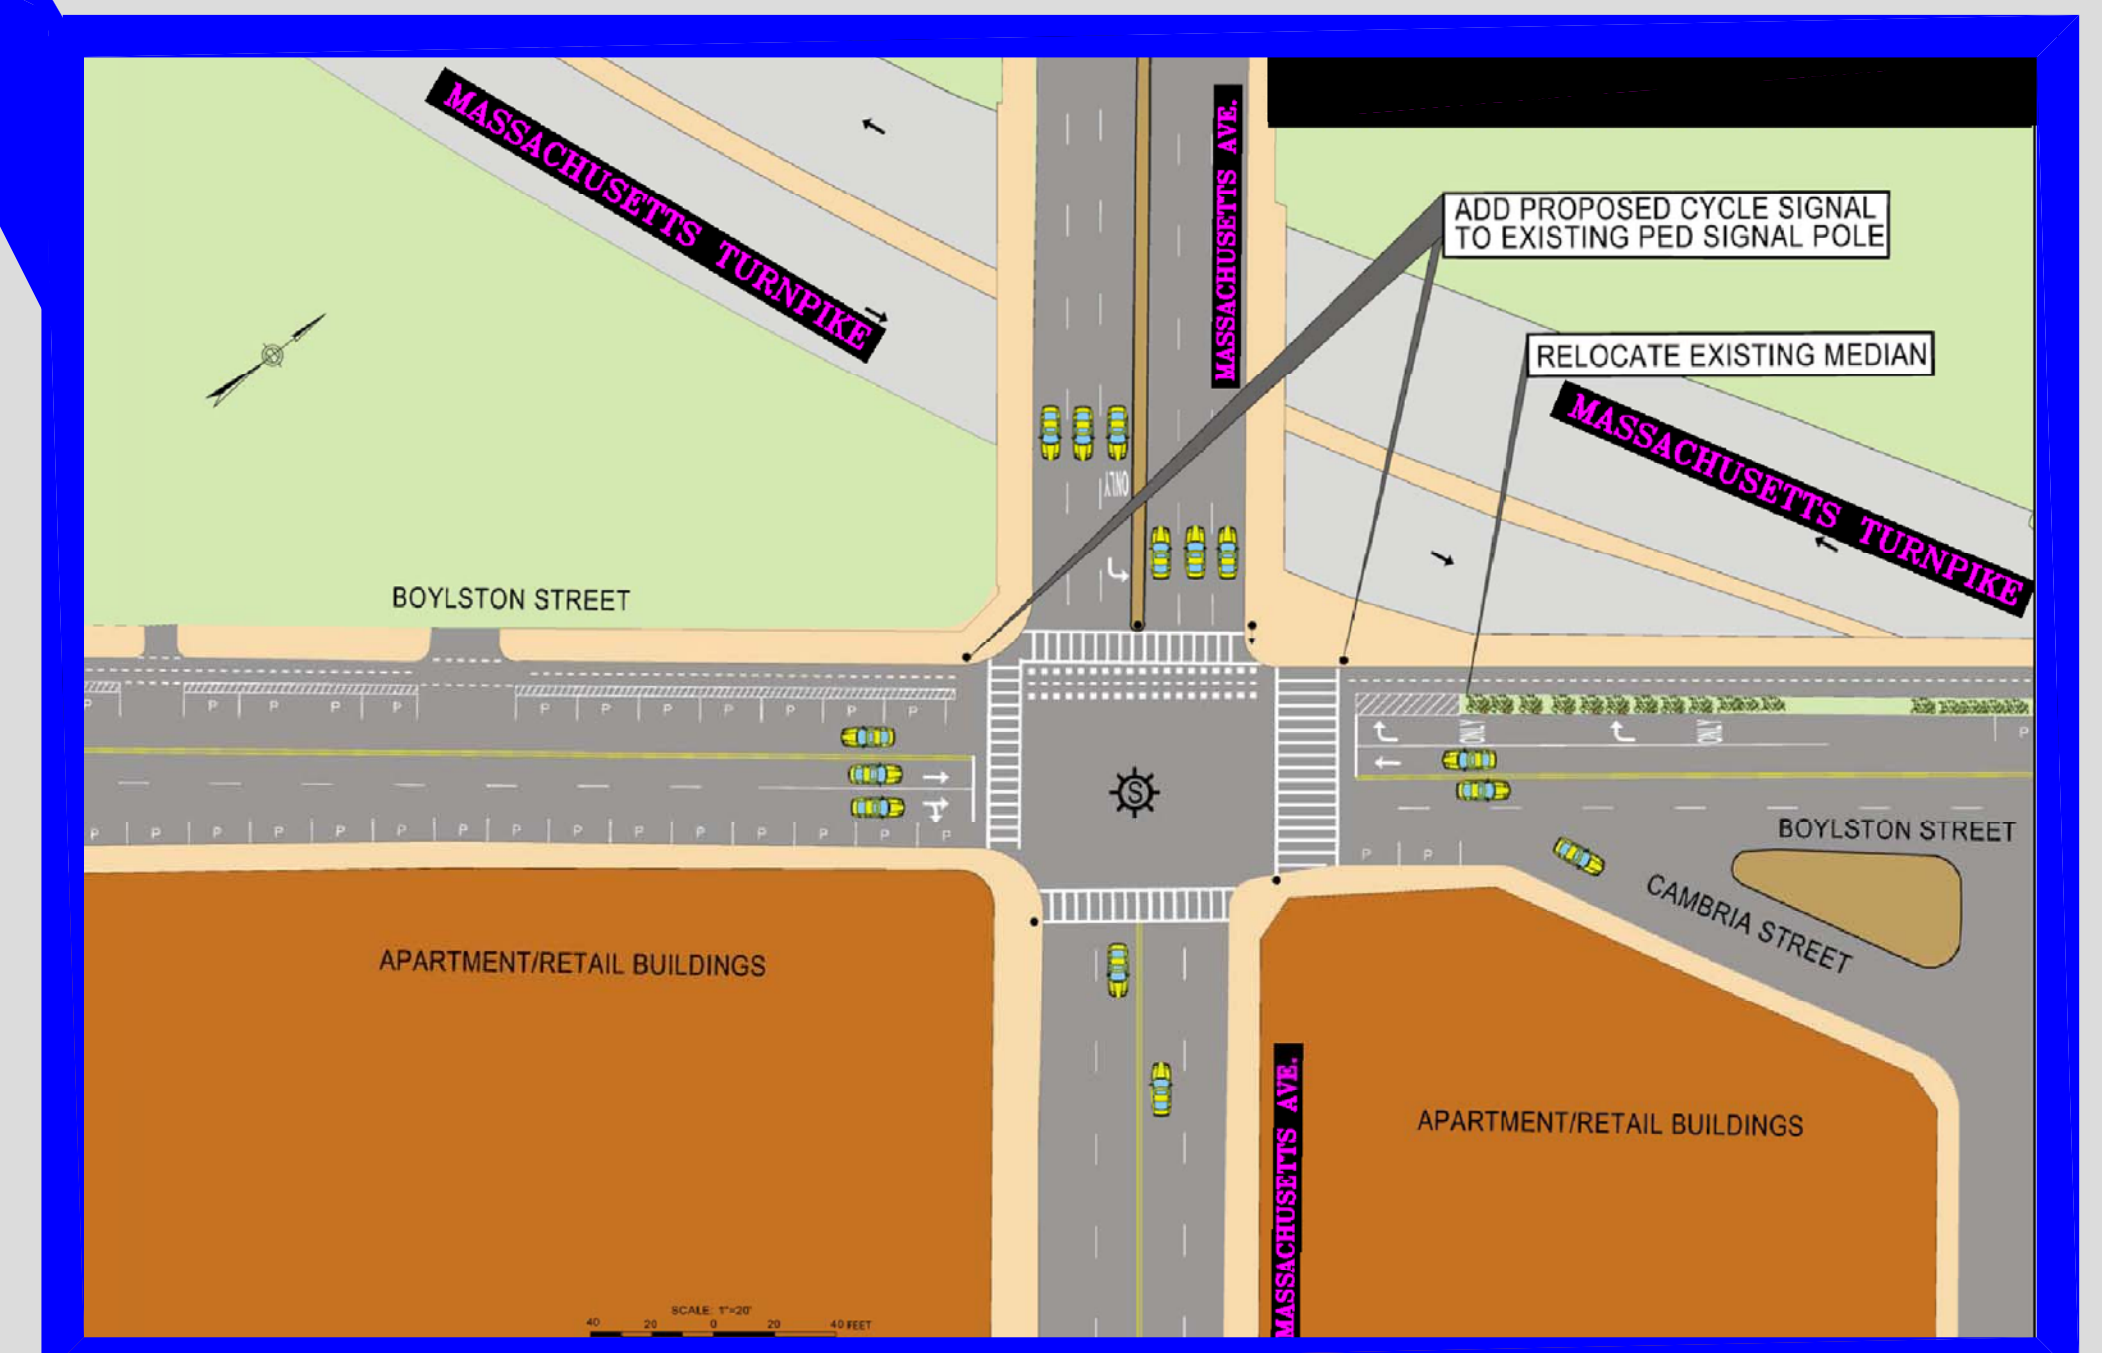 MASSACHUSETTS TURNPIKE
MASSACHUSETTS AVE.
ADD PROPOSED CYCLE SIGNAL
TO EXISTING PED SIGNAL POLE
RELOCATE EXISTING MEDIAN
MASSACHUSETTS TURNPIKE
ONLY
BOYLSTON STREET
P P P P P
P P P P P P P
ONLY
ONLY
P
S
P P P P P P P P P P P P P P P
P P
BOYLSTON STREET
CAMBRIA STREET
APARTMENT/RETAIL BUILDINGS
MASSACHUSETTS AVE.
APARTMENT/RETAIL BUILDINGS
SCALE: 1"=20'
40 20 0 20 40 FEET